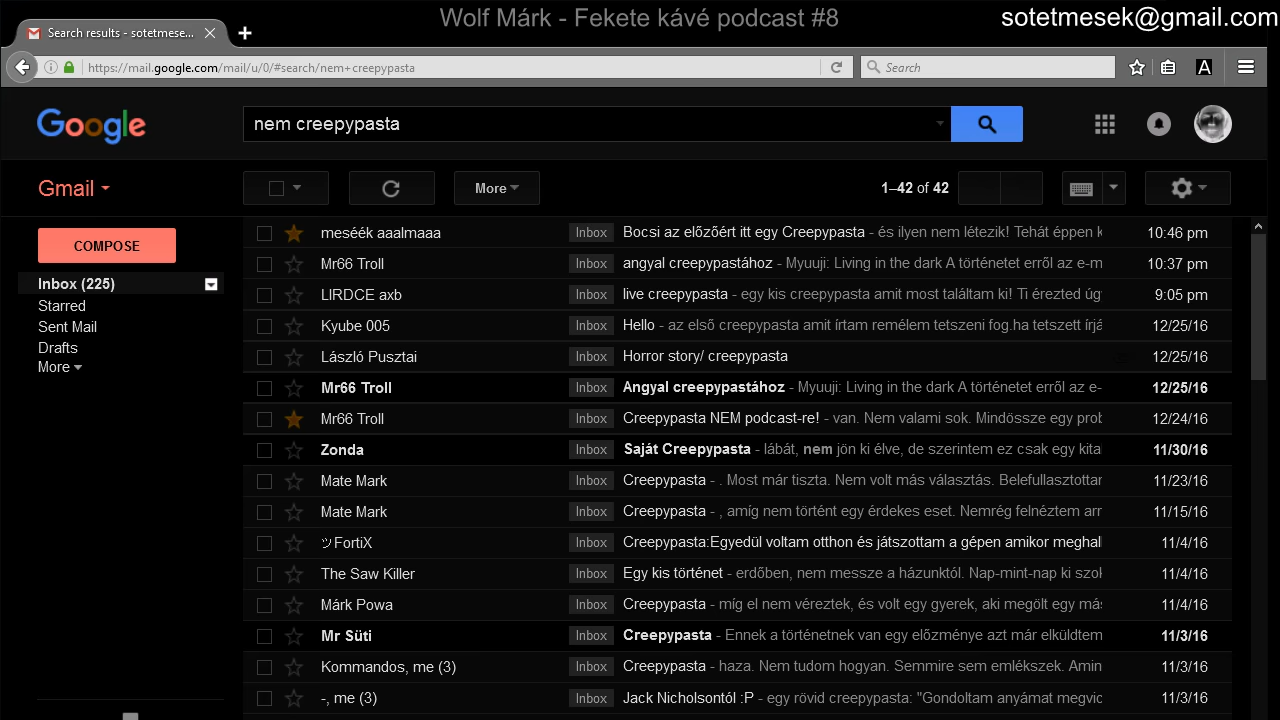 Wolf Márk - Fekete kávé podcast #8
sotetmesek@gmail.com
Search results - sotetmese...
https://mail.google.com/mail/u/0/#search/nem+creepypasta
Search
A
Google
nem creepypasta
Gmail
More
1–42 of 42
COMPOSE
Inbox (225)
Starred
Sent Mail
Drafts
More
meséék aaalmaaa Inbox Bocsi az előzőért itt egy Creepypasta - és ilyen nem létezik! Tehát éppen k 10:46 pm
Mr66 Troll Inbox angyal creepypastához - Myuuji: Living in the dark A történetet erről az e-m 10:37 pm
LIRDCE axb Inbox live creepypasta - egy kis creepypasta amit most találtam ki! Ti érezted úg 9:05 pm
Kyube 005 Inbox Hello - az első creepypasta amit írtam remélem tetszeni fog.ha tetszett írjá 12/25/16
László Pusztai Inbox Horror story/ creepypasta 12/25/16
Mr66 Troll Inbox Angyal creepypastához - Myuuji: Living in the dark A történetet erről az e- 12/25/16
Mr66 Troll Inbox Creepypasta NEM podcast-re! - van. Nem valami sok. Mindössze egy prob 12/24/16
Zonda Inbox Saját Creepypasta - lábát, nem jön ki élve, de szerintem ez csak egy kita 11/30/16
Mate Mark Inbox Creepypasta - . Most már tiszta. Nem volt más választás. Belefullasztottar 11/23/16
Mate Mark Inbox Creepypasta - , amíg nem történt egy érdekes eset. Nemrég felnéztem arr 11/15/16
ツFortiX Inbox Creepypasta:Egyedül voltam otthon és játszottam a gépen amikor meghall 11/4/16
The Saw Killer Inbox Egy kis történet - erdőben, nem messze a házunktól. Nap-mint-nap ki szok 11/4/16
Márk Powa Inbox Creepypasta - míg el nem véreztek, és volt egy gyerek, aki megölt egy más 11/4/16
Mr Süti Inbox Creepypasta - Ennek a történetnek van egy előzménye azt már elküldtem 11/3/16
Kommandos, me (3) Inbox Creepypasta - haza. Nem tudom hogyan. Semmire sem emlékszek. Amin 11/3/16
-, me (3) Inbox Jack Nicholsontól :P - egy rövid creepypasta: "Gondoltam anyámat megvic 11/3/16